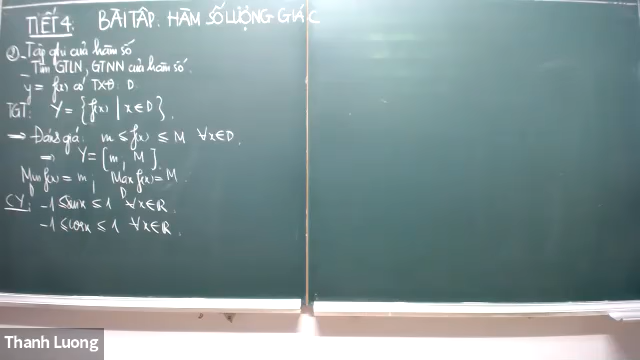 TIẾT 4: BÀI TẬP. HÀM SỐ LƯỢNG GIÁC
② - Tập giá trị của hàm số
- Tìm GTLN, GTNN của hàm số.
y = f(x) có TXĐ: D
TGT: Y = {f(x) | x ∈ D}.
→ Đánh giá: m ≤ f(x) ≤ M ∀x∈D.
⇒ Y = [m, M]
Min f(x) = m; Max f(x) = M.
D D
CY: -1 ≤ sinx ≤ 1 ∀x∈R.
-1 ≤ cosx ≤ 1 ∀x∈R.
Thanh Luong